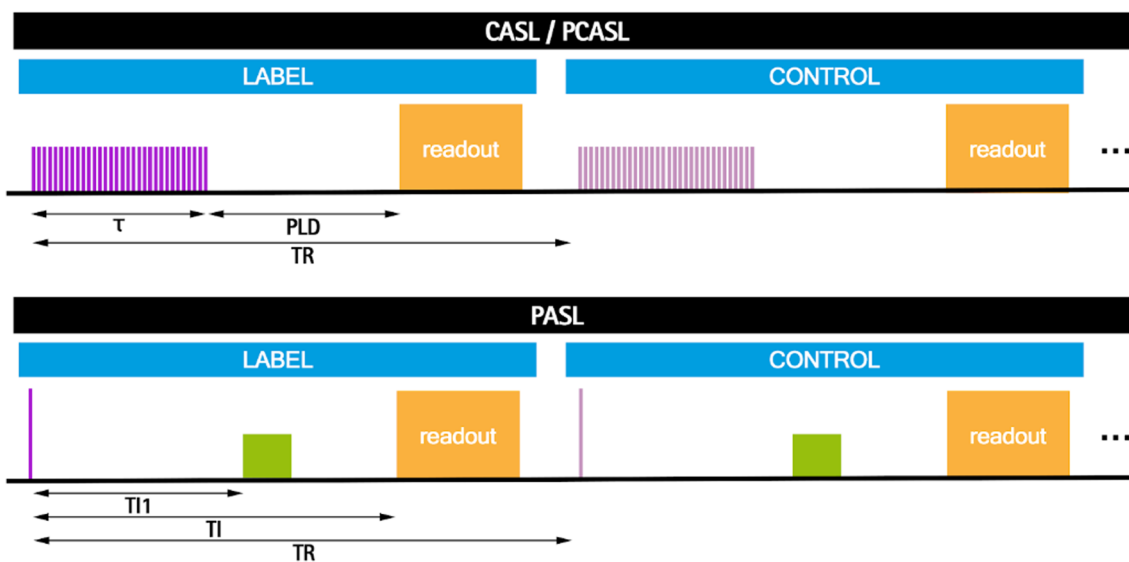 CASL / PCASL
LABEL CONTROL
readout readout ...
τ PLD
TR
PASL
LABEL CONTROL
readout readout ...
TI1
TI
TR